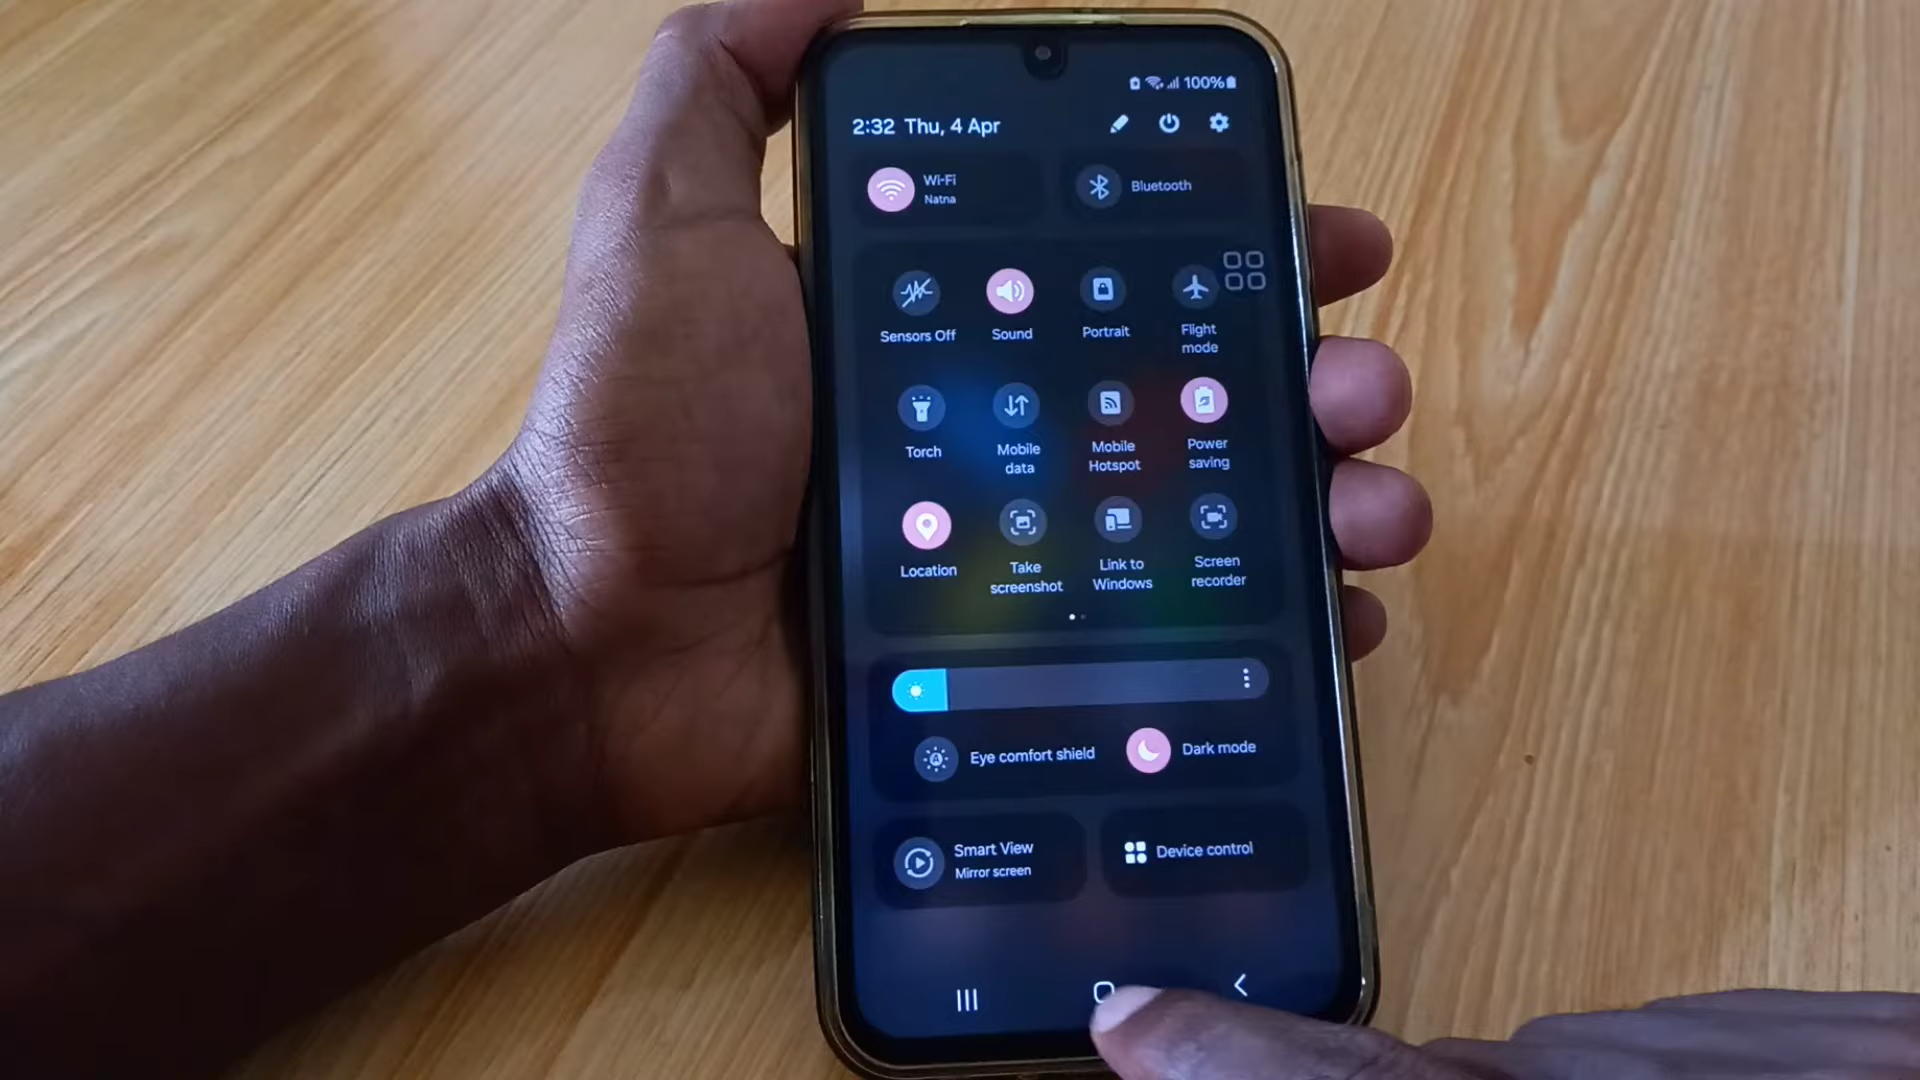 100%
2:32 Thu, 4 Apr
Wi-Fi
Natna
Bluetooth
Sensors Off
Sound
Portrait
Flight
mode
Torch
Mobile
data
Mobile
Hotspot
Power
saving
Location
Take
screenshot
Link to
Windows
Screen
recorder
Eye comfort shield
Dark mode
Smart View
Mirror screen
Device control